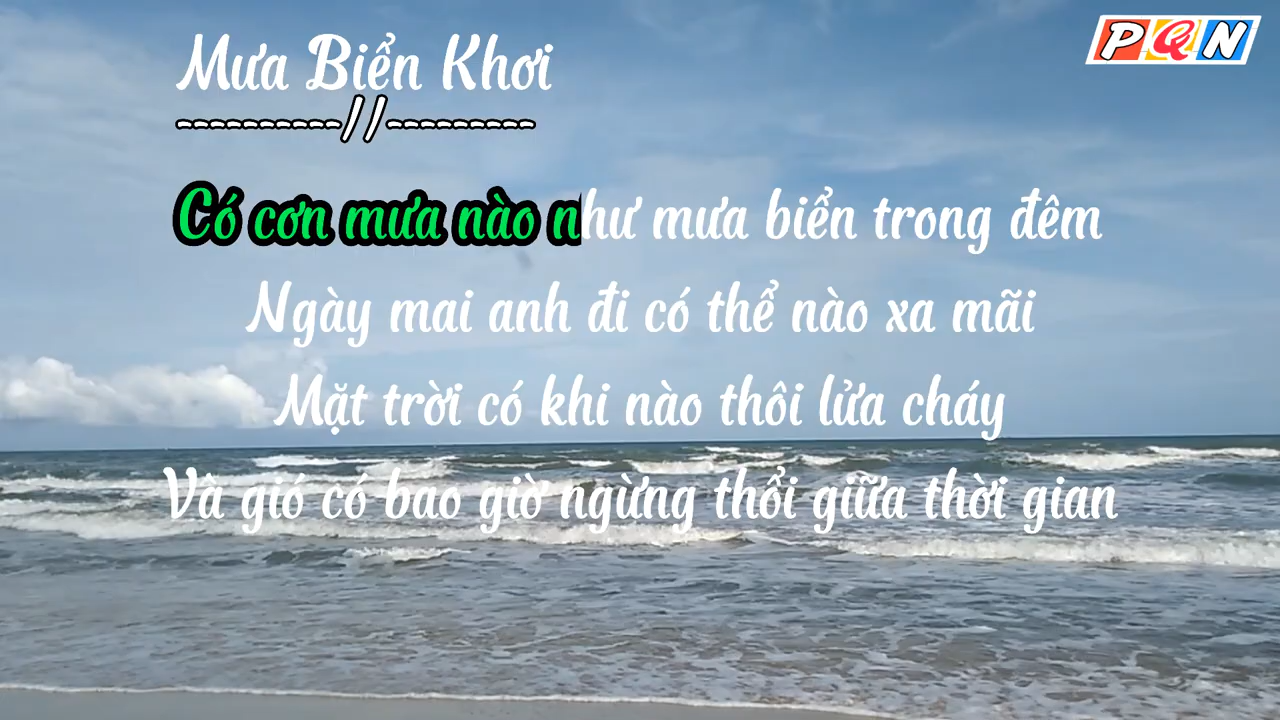 Mưa Biển Khơi
PQN
----------//---------
Có cơn mưa nào như mưa biển trong đêm
Ngày mai anh đi có thể nào xa mãi
Mặt trời có khi nào thôi lửa cháy
Và gió có bao giờ ngừng thổi giữa thời gian